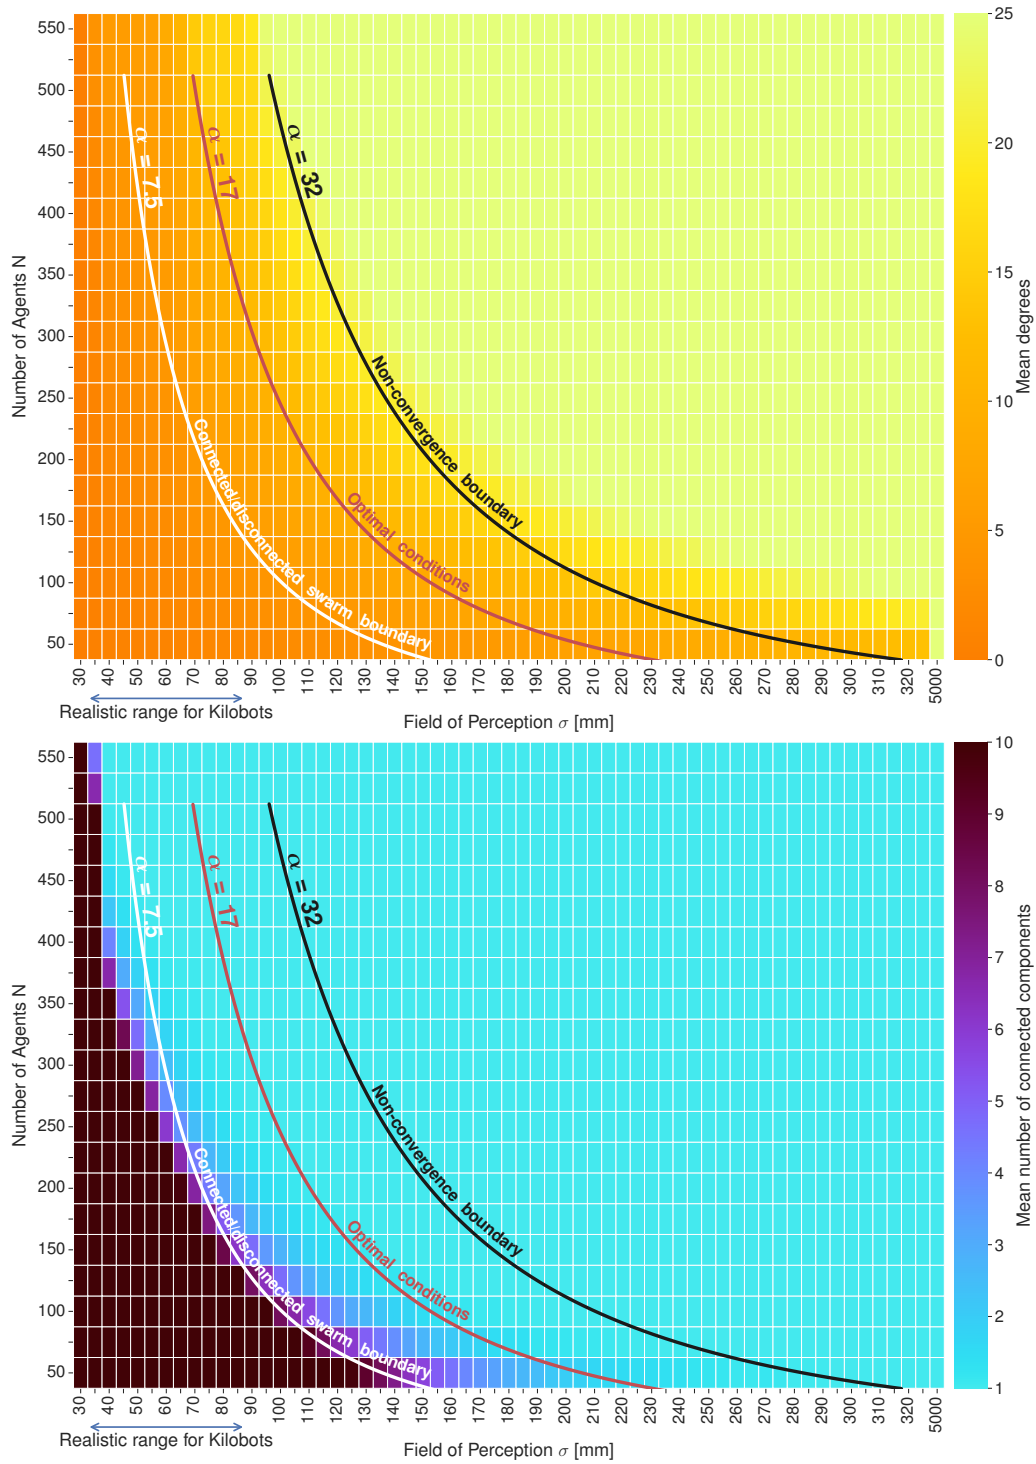 550
500
450
400
350
300
250
200
150
100
50
Number of Agents N
α = 7.5
α = 17
α = 32
Connected/disconnected swarm boundary
Optimal conditions
Non-convergence boundary
30 40 50 60 70 80 90 100 110 120 130 140 150 160 170 180 190 200 210 220 230 240 250 260 270 280 290 300 310 320 5000
Realistic range for Kilobots
Field of Perception σ [mm]
25
20
15
10
5
0
Mean degrees
550
500
450
400
350
300
250
200
150
100
50
Number of Agents N
α = 7.5
α = 17
α = 32
Connected/disconnected swarm boundary
Optimal conditions
Non-convergence boundary
30 40 50 60 70 80 90 100 110 120 130 140 150 160 170 180 190 200 210 220 230 240 250 260 270 280 290 300 310 320 5000
Realistic range for Kilobots
Field of Perception σ [mm]
10
9
8
7
6
5
4
3
2
1
Mean number of connected components